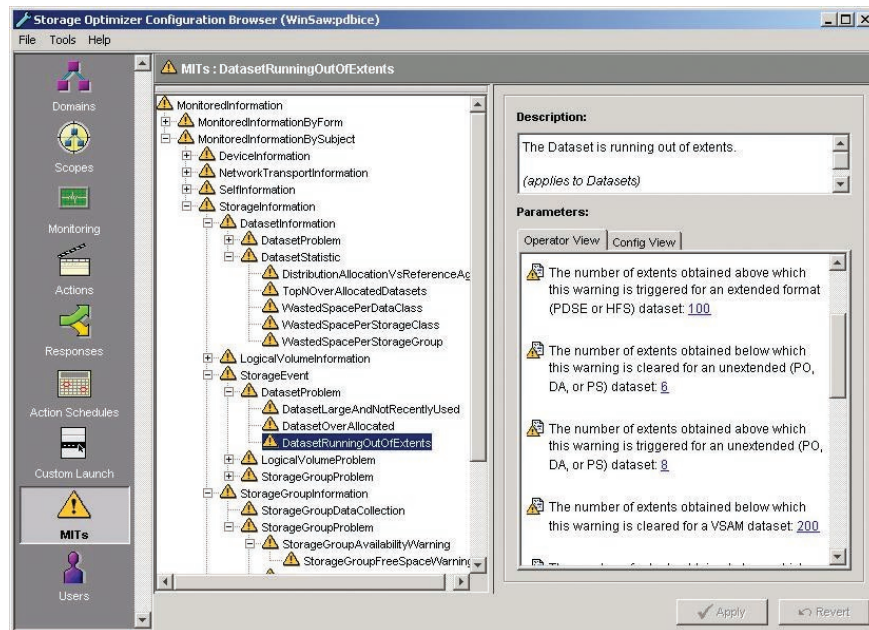 Storage Optimizer Configuration Browser (WinSaw:pdbice)
File Tools Help
Domains
Scopes
Monitoring
Actions
Responses
Action Schedules
Custom Launch
MITs
Users
MITs : DatasetRunningOutOfExtents
MonitoredInformation
MonitoredInformationByForm
MonitoredInformationBySubject
DeviceInformation
NetworkTransportInformation
SelfInformation
StorageInformation
DatasetInformation
DatasetProblem
DatasetStatistic
DistributionAllocationVsReferenceAg
TopNOverAllocatedDatasets
WastedSpacePerDataClass
WastedSpacePerStorageClass
WastedSpacePerStorageGroup
LogicalVolumeInformation
StorageEvent
DatasetProblem
DatasetLargeAndNotRecentlyUsed
DatasetOverAllocated
DatasetRunningOutOfExtents
LogicalVolumeProblem
StorageGroupProblem
StorageGroupInformation
StorageGroupDataCollection
StorageGroupProblem
StorageGroupAvailabilityWarning
StorageGroupFreeSpaceWarning
Description:
The Dataset is running out of extents.
(applies to Datasets)
Parameters:
Operator View Config View
The number of extents obtained above which
this warning is triggered for an extended format
(PDSE or HFS) dataset: 100
The number of extents obtained below which
this warning is cleared for an unextended (PO,
DA, or PS) dataset: 6
The number of extents obtained above which
this warning is triggered for an unextended (PO,
DA, or PS) dataset: 8
The number of extents obtained below which
this warning is cleared for a VSAM dataset: 200
Apply Revert